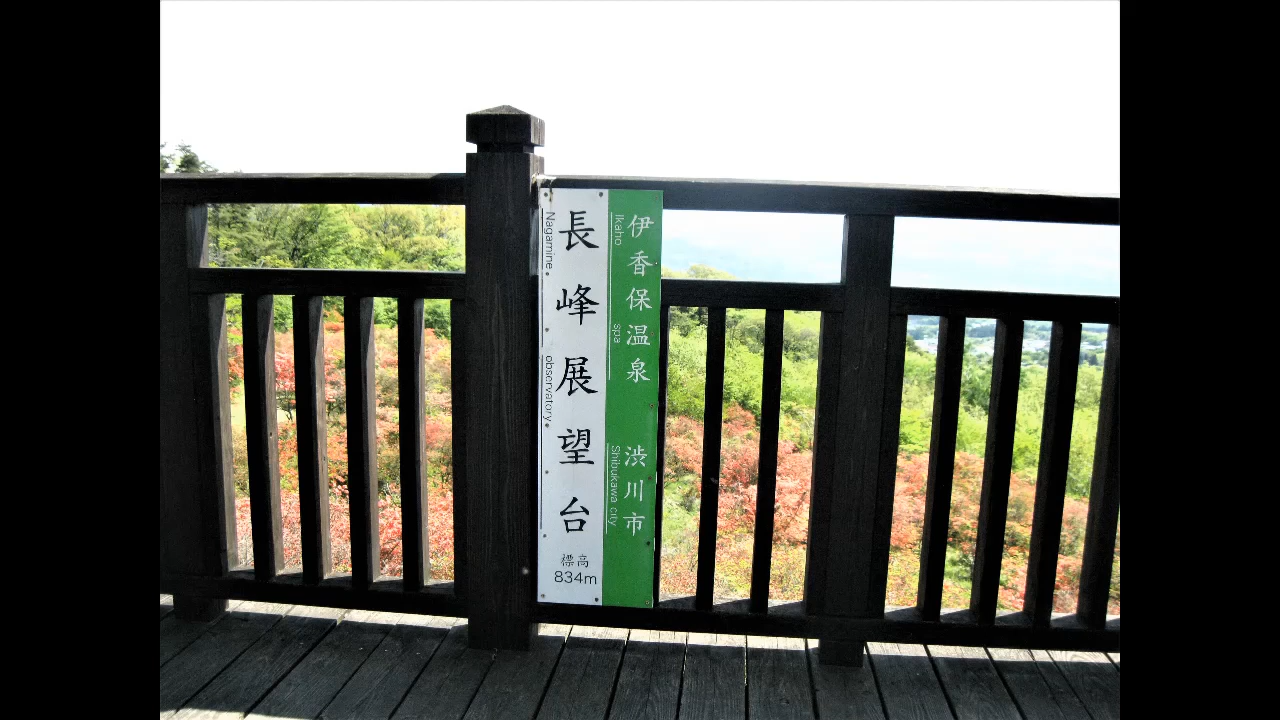 伊香保温泉
Ikaho spa
渋川市
Shibukawa city
長峰展望台
Nagamine observatory
標高
834m